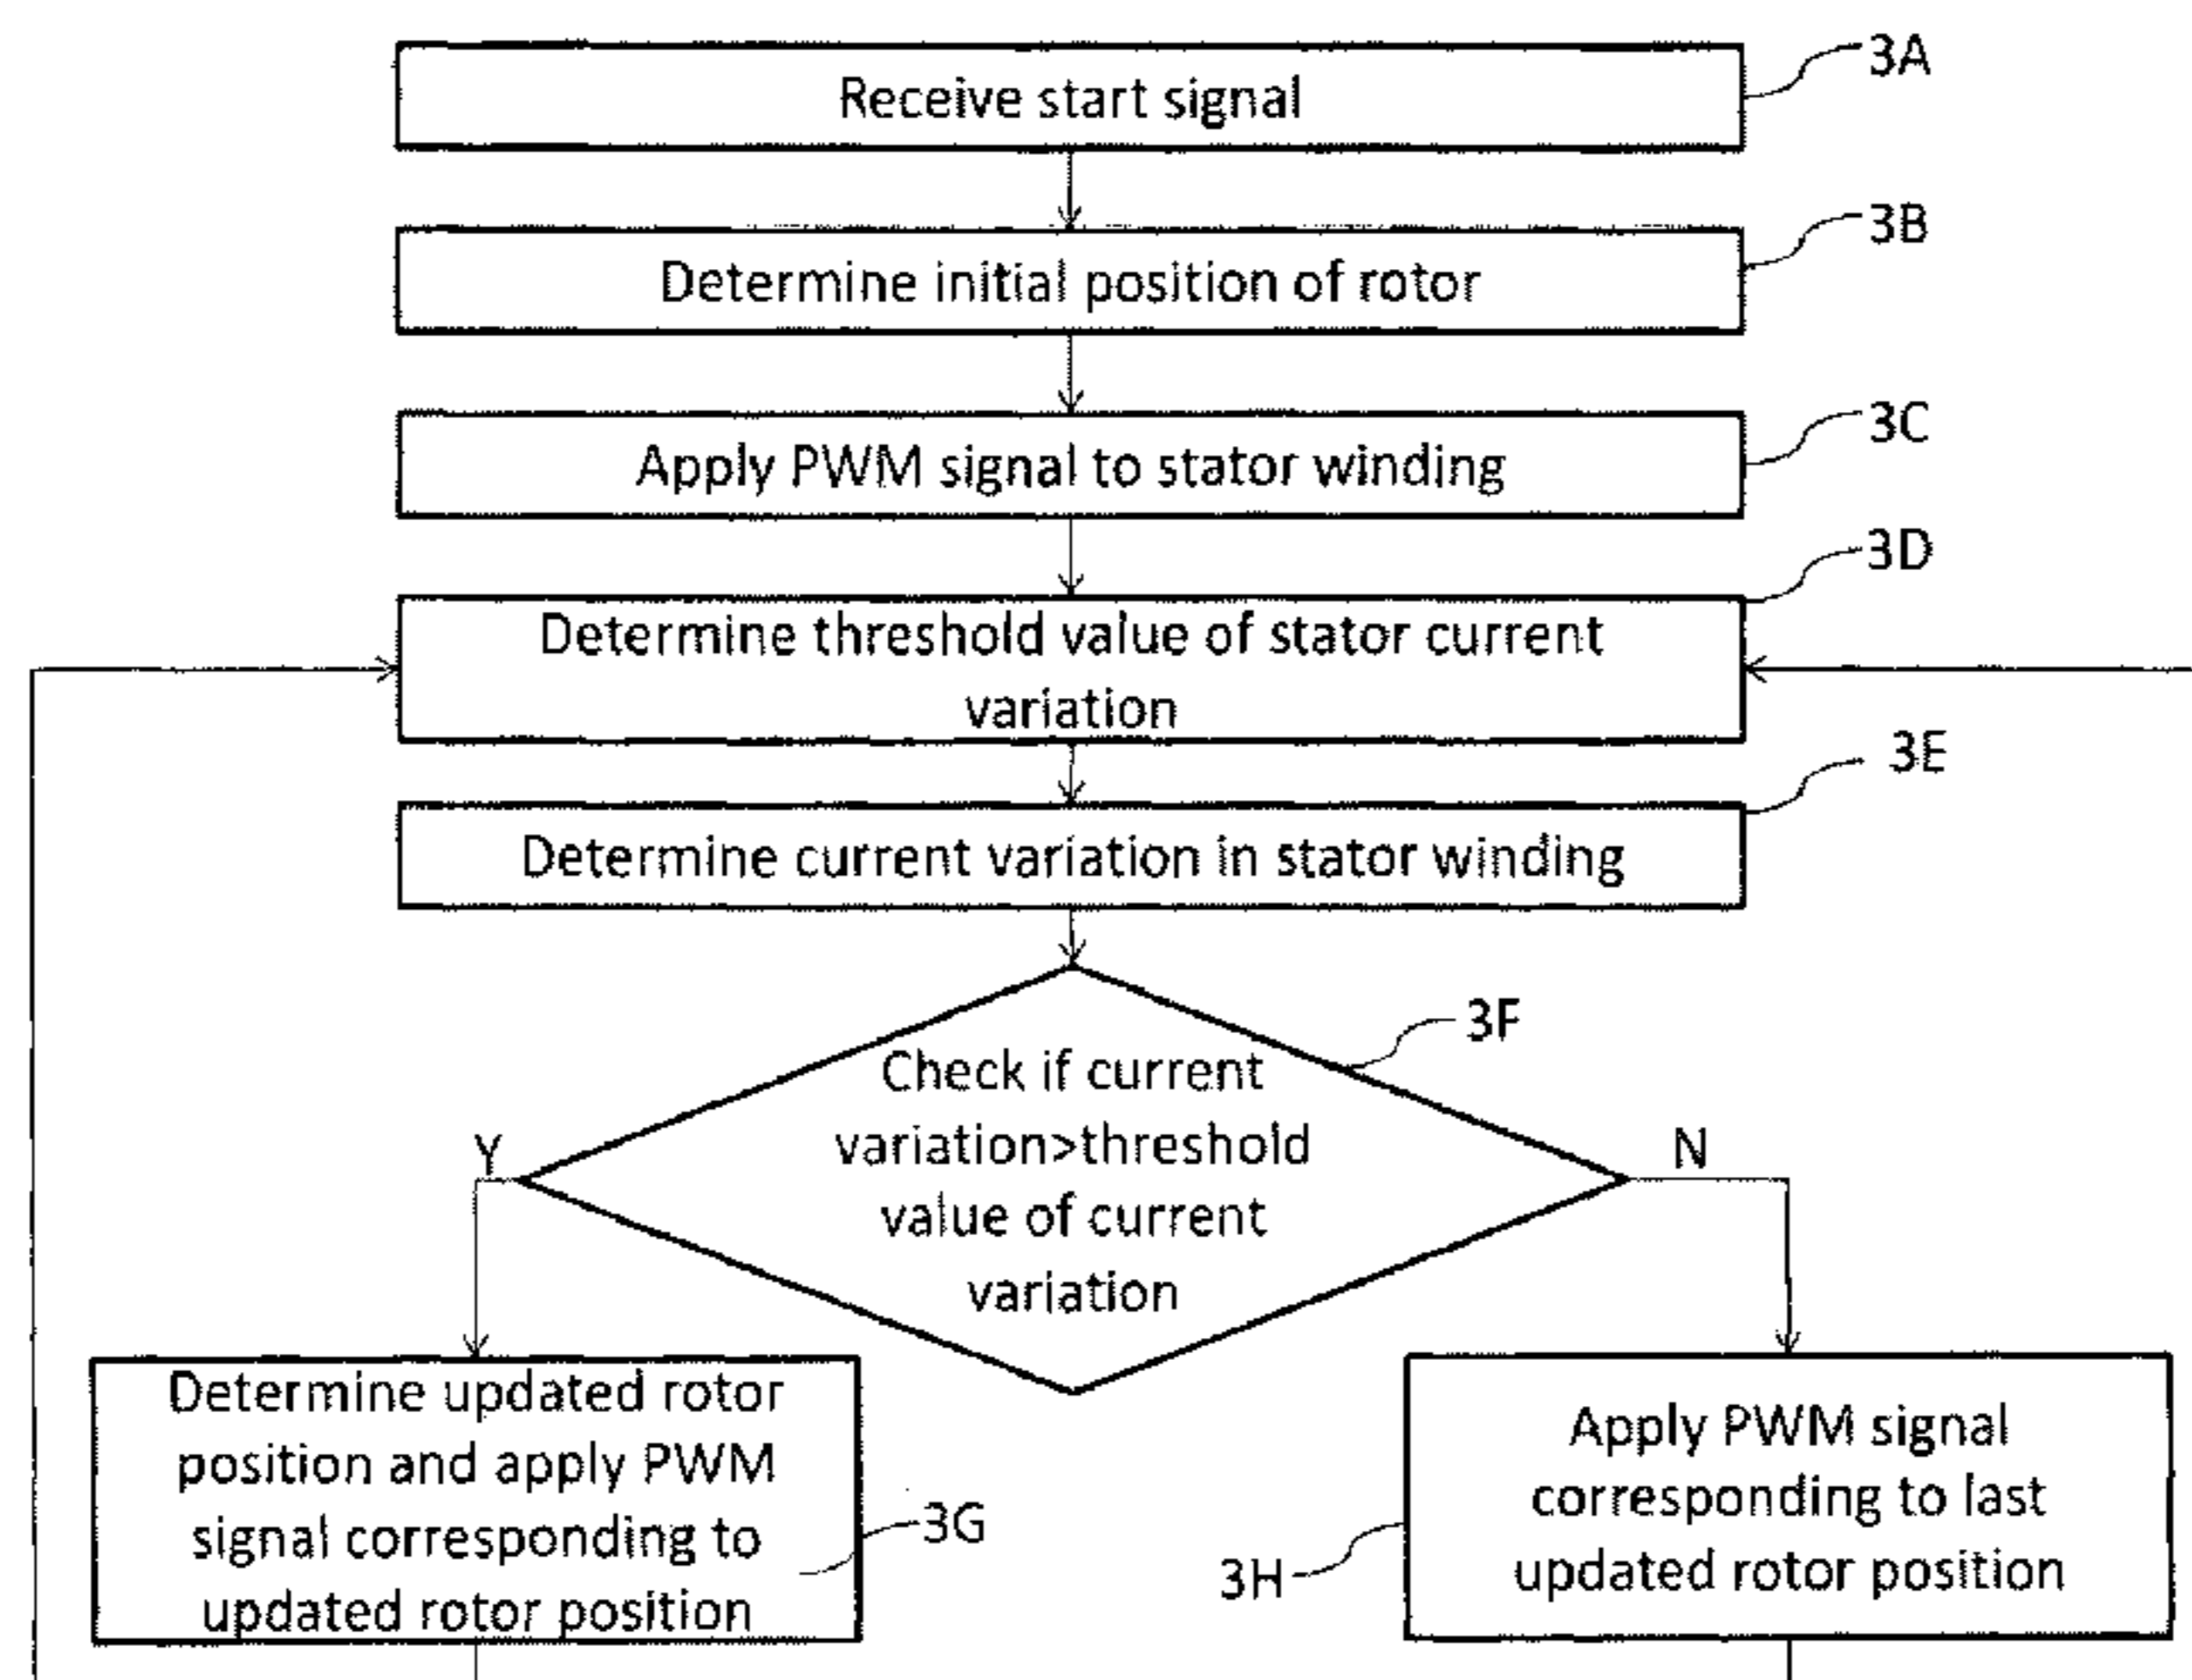 Receive start signal
3A
Determine initial position of rotor
3B
Apply PWM signal to stator winding
3C
Determine threshold value of stator current
variation
3D
Determine current variation in stator winding
3E
Check if current
variation>threshold
value of current
variation
3F
Y
N
Determine updated rotor
position and apply PWM
signal corresponding to
updated rotor position
3G
Apply PWM signal
corresponding to last
updated rotor position
3H